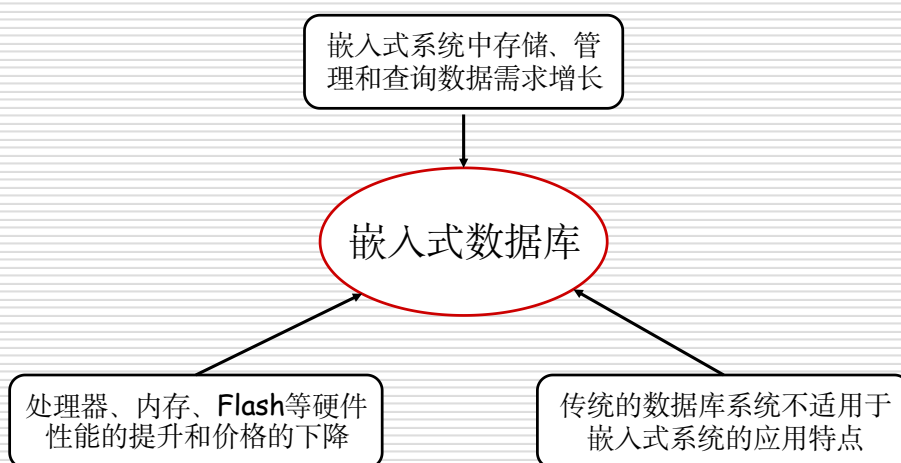 嵌入式系统中存储、管
理和查询数据需求增长
嵌入式数据库
处理器、内存、Flash等硬件
性能的提升和价格的下降
传统的数据库系统不适用于
嵌入式系统的应用特点